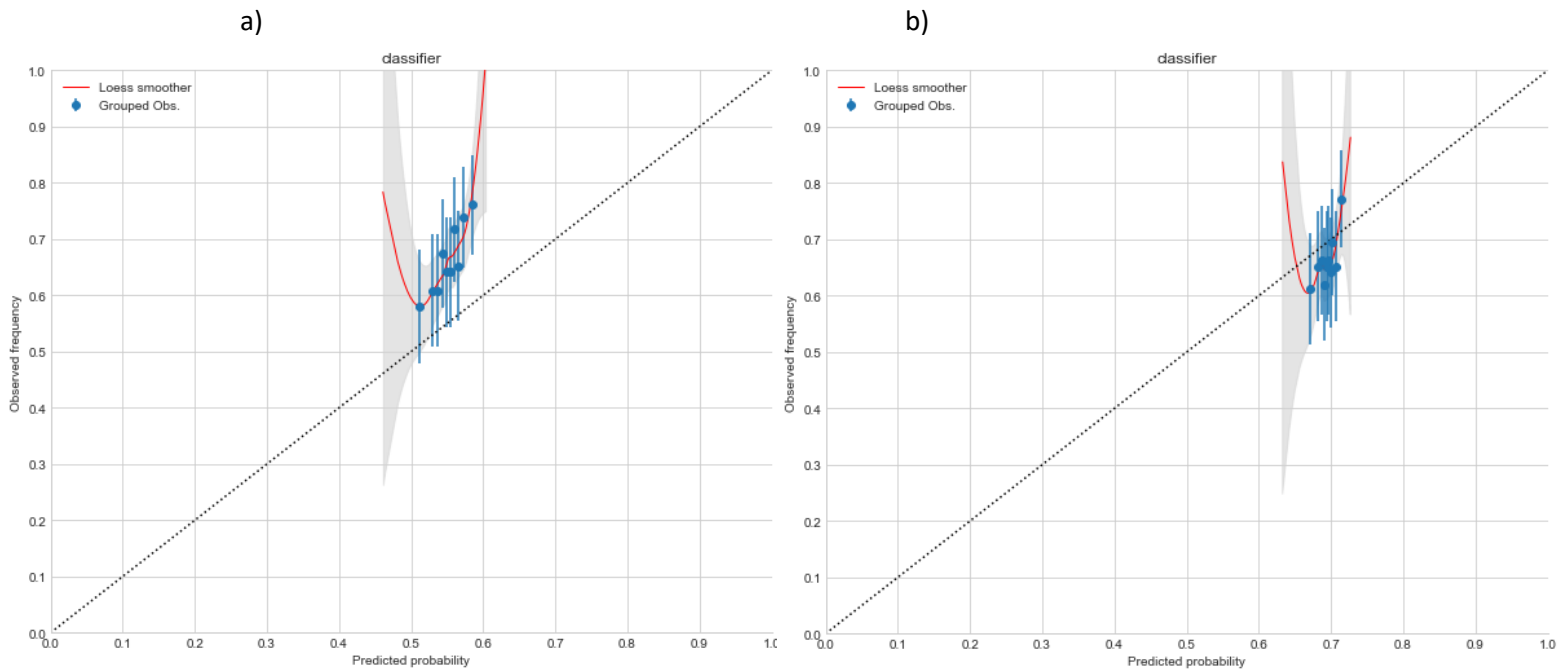 a)
classifier
Loess smoother
Grouped Obs.
Observed frequency
1.0
0.9
0.8
0.7
0.6
0.5
0.4
0.3
0.2
0.1
0.0
0.0 0.1 0.2 0.3 0.4 0.5 0.6 0.7 0.8 0.9 1.0
Predicted probability
b)
classifier
Loess smoother
Grouped Obs.
Observed frequency
1.0
0.9
0.8
0.7
0.6
0.5
0.4
0.3
0.2
0.1
0.0
0.0 0.1 0.2 0.3 0.4 0.5 0.6 0.7 0.8 0.9 1.0
Predicted probability